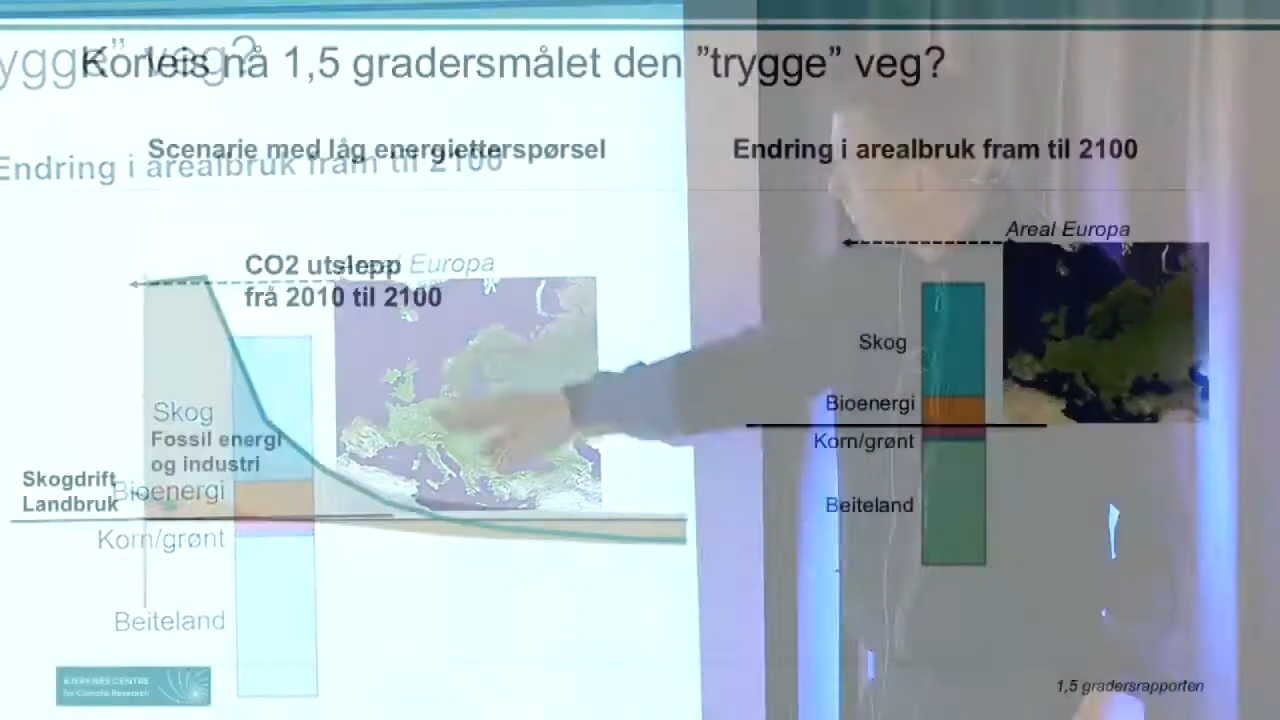 ygge” veg?
Korleis nå 1,5 gradersmålet den ”trygge” veg?
Scenarie med låg energietterspørsel
Endring i arealbruk fram til 2100
Endring i arealbruk fram til 2100
Areal Europa
CO2 utslepp
frå 2010 til 2100
Europa
Skog
Bioenergi
Korn/grønt
Beiteland
Skog
Fossil energi
og industri
Skogdrift
Landbruk
Bioenergi
Korn/grønt
Beiteland
BJERKNES CENTRE
for Climate Research
1,5 gradersrapporten